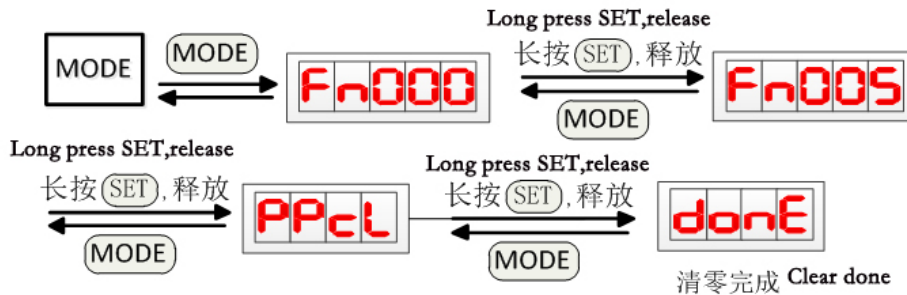 MODE
MODE
Fn000
Long press SET,release
长按 SET ,释放
MODE
Fn005
Long press SET,release
长按 SET ,释放
MODE
PPcL
Long press SET,release
长按 SET ,释放
MODE
donE
清零完成 Clear done